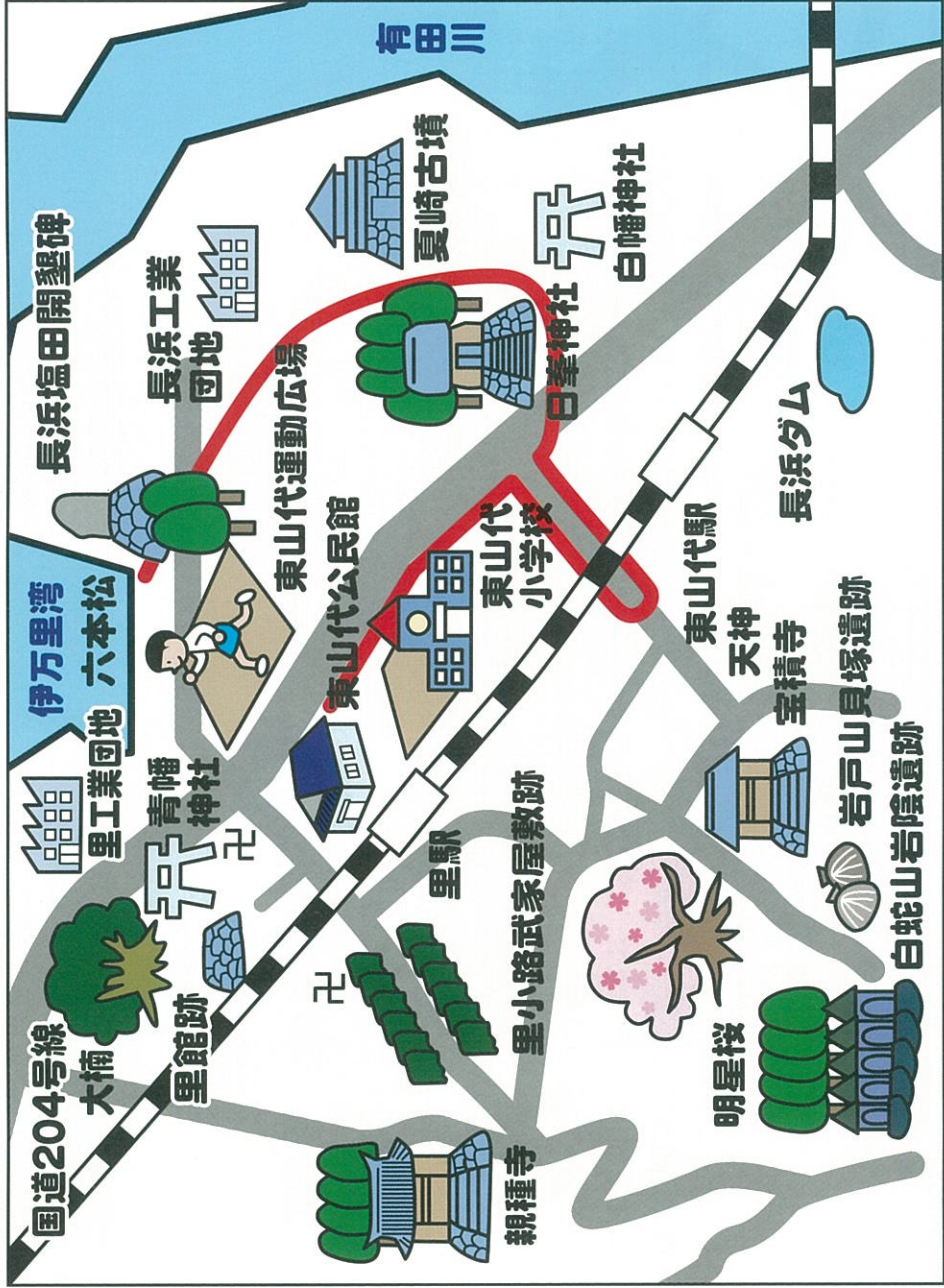 国道204号線
大楠
里館跡
里工業団地
青幡
神社
伊万里湾
六本松
長浜塩田開墾碑
長浜工業
団地
東山代運動広場
東山代公民館
有田川
夏崎古墳
白幡神社
日峯神社
東山代
小学校
里駅
里小路武家屋敷跡
親種寺
東山代駅
天神
宝積寺
長浜ダム
明星桜
岩戸山貝塚遺跡
白蛇山岩陰遺跡
卍
卍